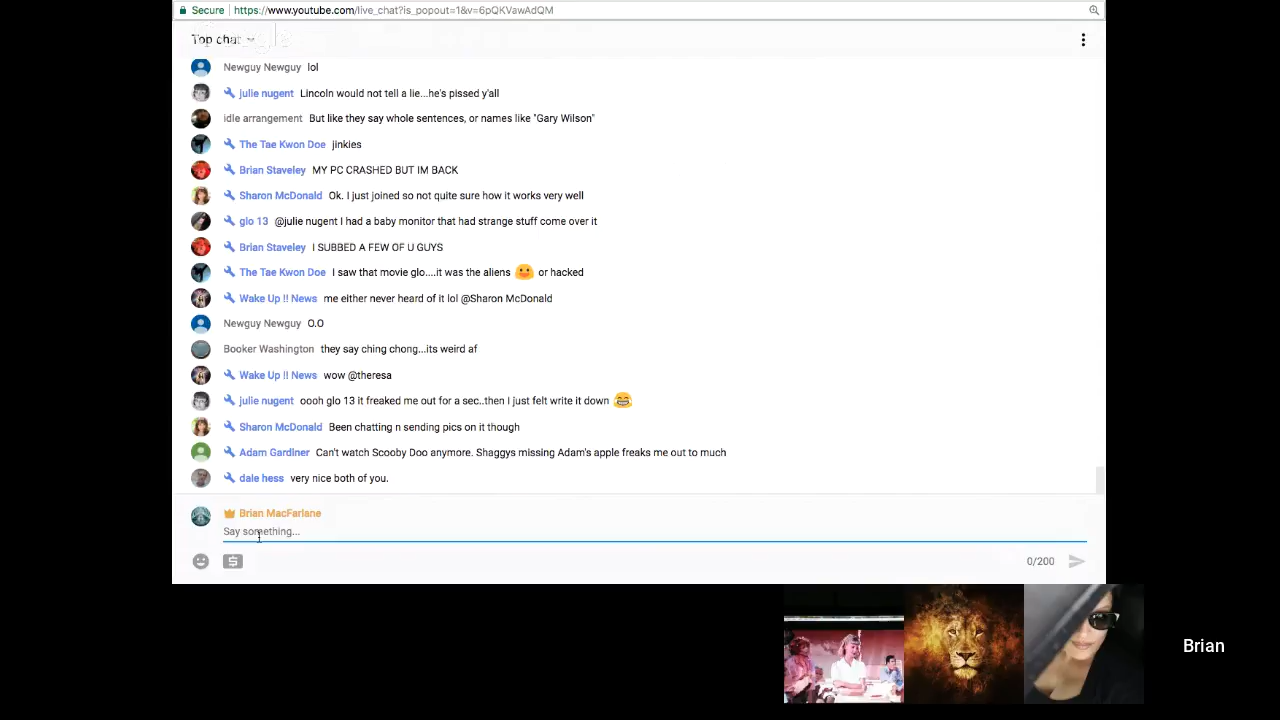 Secure https://www.youtube.com/live_chat?is_popout=1&v=6pQKVawAdQM
Top chat
Newguy Newguy lol
julie nugent Lincoln would not tell a lie...he's pissed y'all
idle arrangement But like they say whole sentences, or names like "Gary Wilson"
The Tae Kwon Doe jinkies
Brian Staveley MY PC CRASHED BUT IM BACK
Sharon McDonald Ok. I just joined so not quite sure how it works very well
glo 13 @julie nugent I had a baby monitor that had strange stuff come over it
Brian Staveley I SUBBED A FEW OF U GUYS
The Tae Kwon Doe I saw that movie glo....it was the aliens or hacked
Wake Up !! News me either never heard of it lol @Sharon McDonald
Newguy Newguy O.O
Booker Washington they say ching chong...its weird af
Wake Up !! News wow @theresa
julie nugent oooh glo 13 it freaked me out for a sec..then I just felt write it down
Sharon McDonald Been chatting n sending pics on it though
Adam Gardiner Can't watch Scooby Doo anymore. Shaggys missing Adam's apple freaks me out to much
dale hess very nice both of you.
Brian MacFarlane
Say something...
0/200
Brian